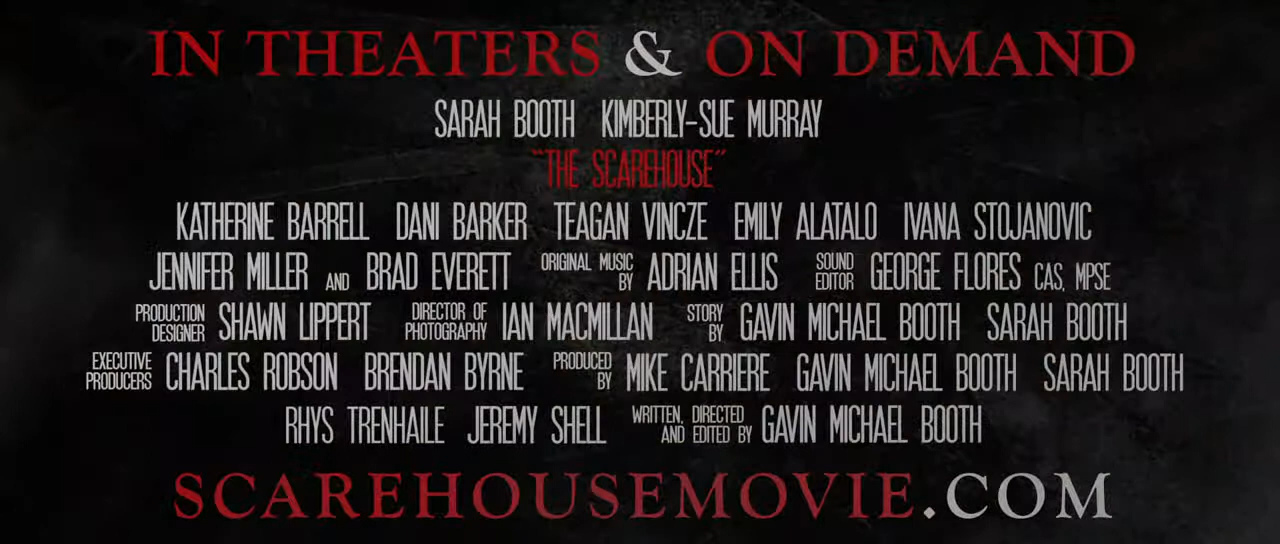 IN THEATERS & ON DEMAND
SARAH BOOTH KIMBERLY-SUE MURRAY
"THE SCAREHOUSE"
KATHERINE BARRELL DANI BARKER TEAGAN VINCZE EMILY ALATALO IVANA STOJANOVIC
JENNIFER MILLER AND BRAD EVERETT ORIGINAL MUSIC BY ADRIAN ELLIS SOUND EDITOR GEORGE FLORES CAS, MPSE
PRODUCTION DESIGNER SHAWN LIPPERT DIRECTOR OF PHOTOGRAPHY IAN MACMILLAN STORY BY GAVIN MICHAEL BOOTH SARAH BOOTH
EXECUTIVE PRODUCERS CHARLES ROBSON BRENDAN BYRNE PRODUCED BY MIKE CARRIERE GAVIN MICHAEL BOOTH SARAH BOOTH
RHYS TRENHAILE JEREMY SHELL WRITTEN, DIRECTED AND EDITED BY GAVIN MICHAEL BOOTH
SCAREHOUSEMOVIE.COM